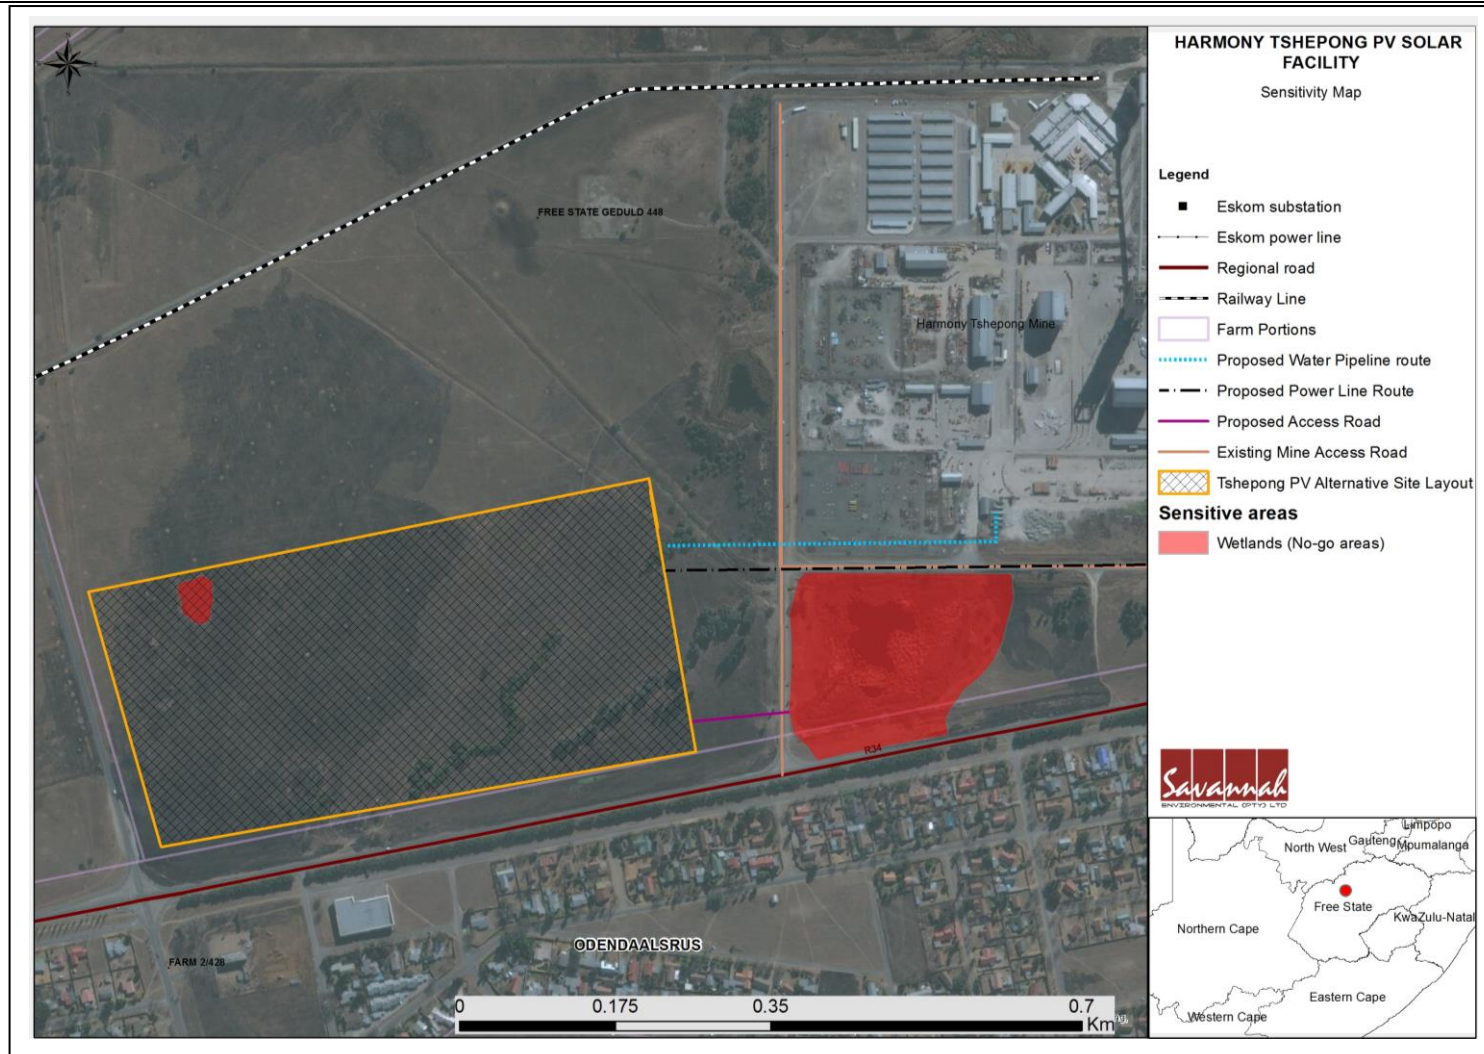 HARMONY TSHEPONG PV SOLAR
FACILITY
Sensitivity Map
Legend
Eskom substation
Eskom power line
Regional road
Railway Line
Farm Portions
Proposed Water Pipeline route
Proposed Power Line Route
Proposed Access Road
Existing Mine Access Road
Tshepong PV Alternative Site Layout
Sensitive areas
Wetlands (No-go areas)
FREE STATE GEDULD 448
Harmony Tshepong Mine
R34
ODENDAALSRUS
FARM 2/428
0 0.175 0.35 0.7
Km
Savannah
ENVIRONMENTAL (PTY) LTD
Limpopo
North West
Gauteng
Mpumalanga
Free State
KwaZulu-Natal
Northern Cape
Eastern Cape
Western Cape